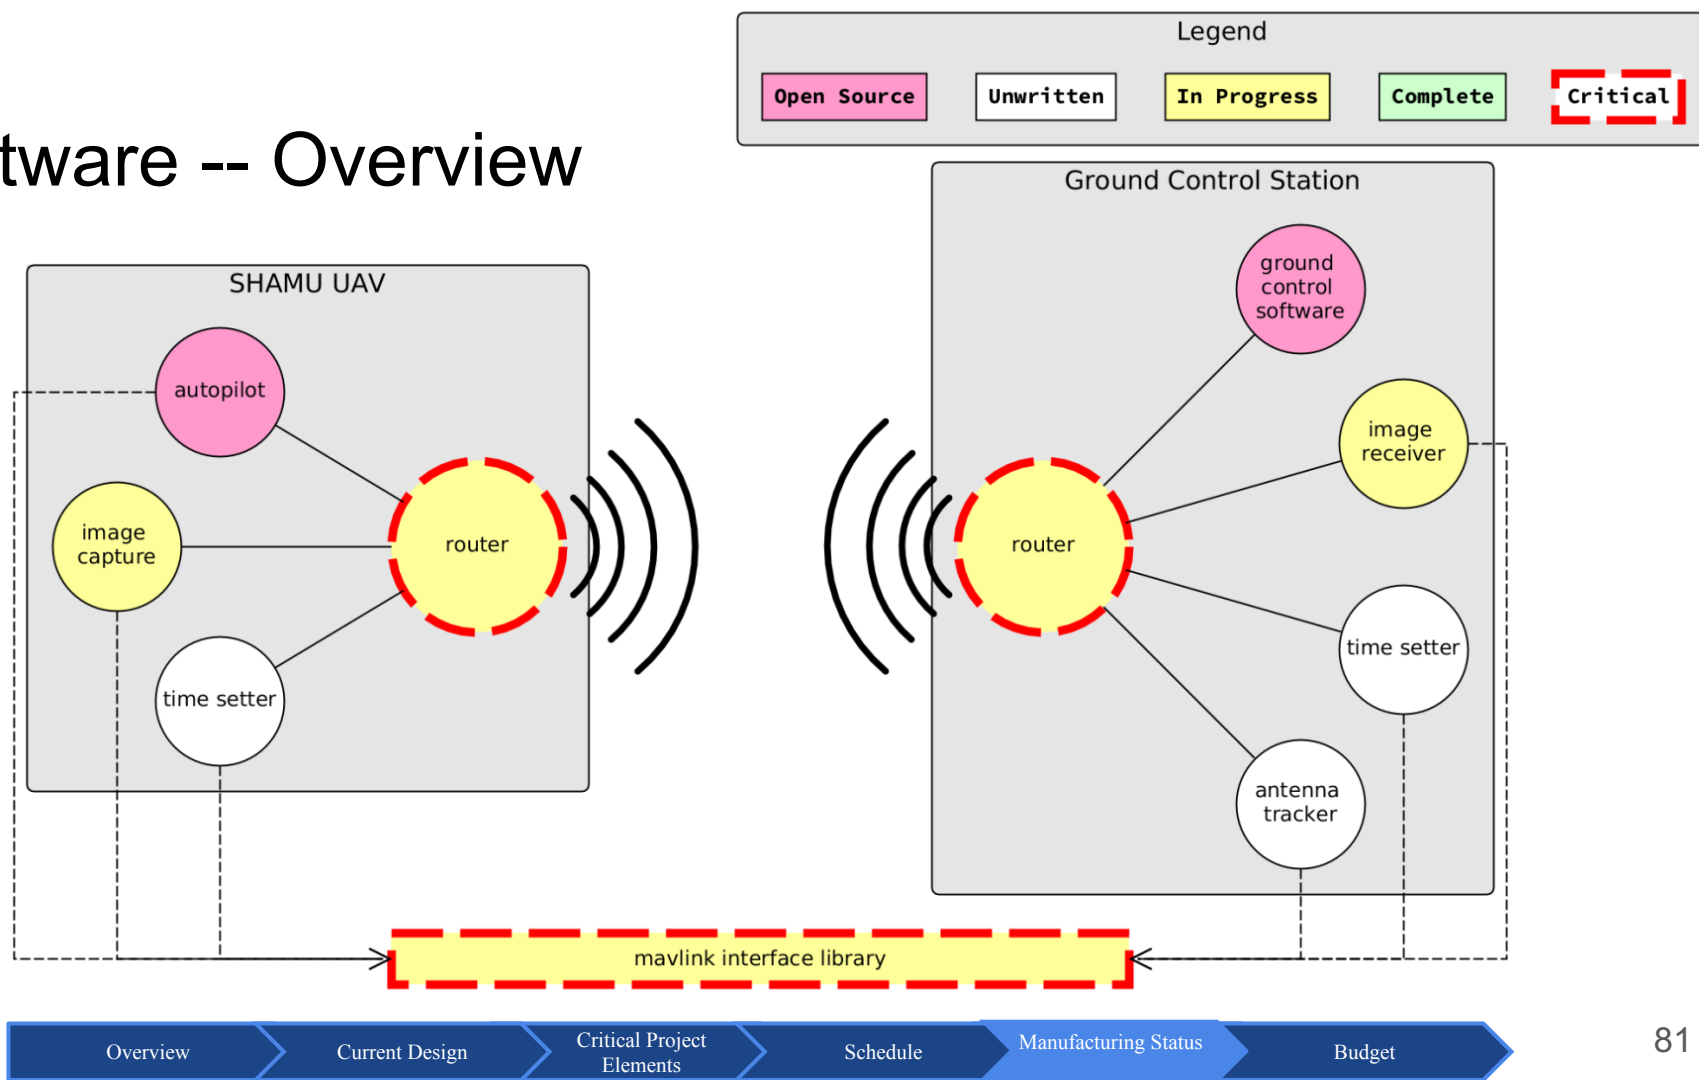 Legend
Open Source
Unwritten
In Progress
Complete
Critical
tware -- Overview
SHAMU UAV
autopilot
image
capture
time setter
router
Ground Control Station
ground
control
software
image
receiver
router
time setter
antenna
tracker
mavlink interface library
Overview
Current Design
Critical Project
Elements
Schedule
Manufacturing Status
Budget
81